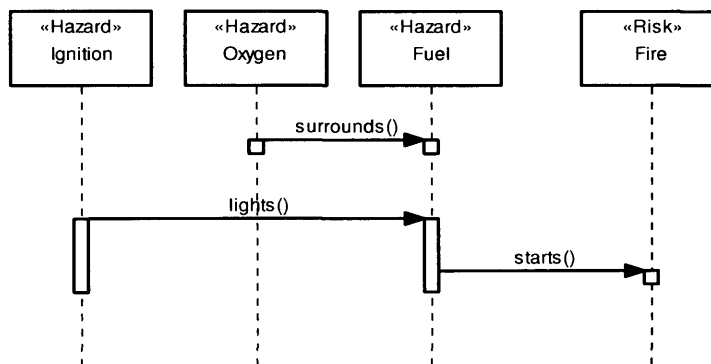 «Hazard»
Ignition
«Hazard»
Oxygen
«Hazard»
Fuel
«Risk»
Fire
surrounds()
lights()
starts()